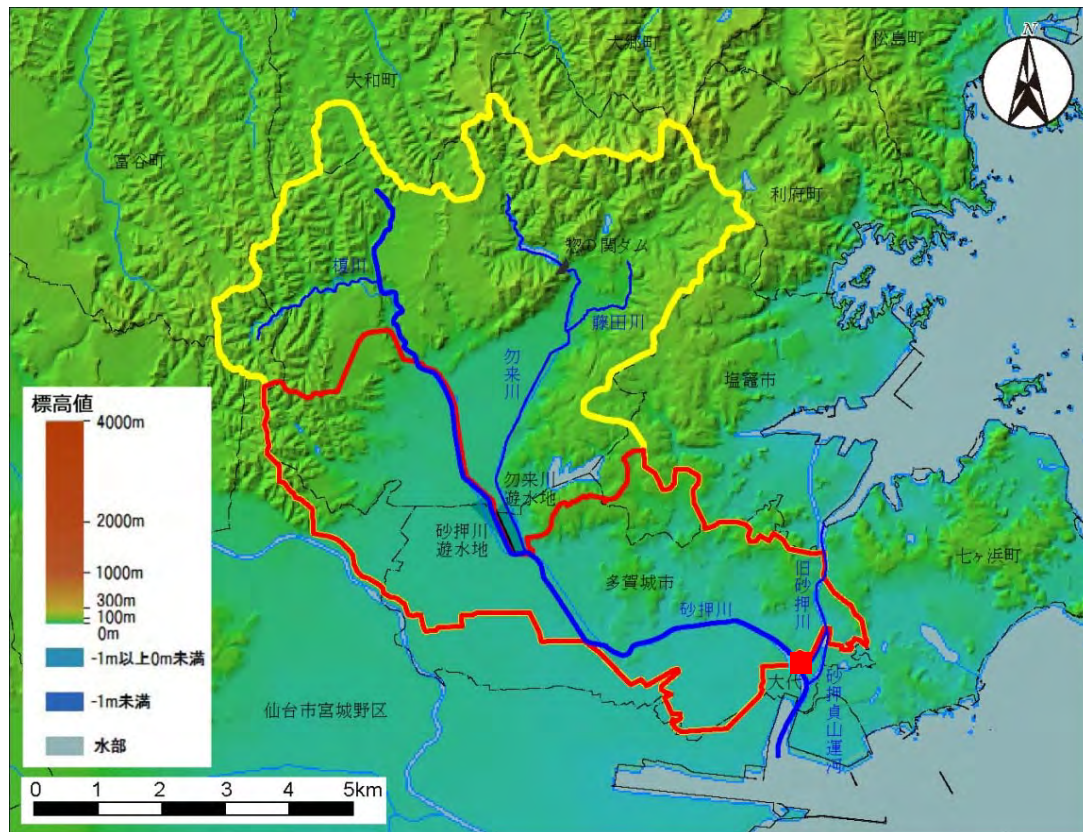 N
大郷町
松島町
大和町
富谷町
利府町
惣の関ダム
榎川
藤田川
勿来川
塩竈市
標高値
4000m
2000m
1000m
300m
100m
0m
-1m以上0m未満
-1m未満
水部
勿来川
遊水地
砂押川
遊水地
七ヶ浜町
多賀城市
旧砂押川
砂押川
大代
砂押貞山運河
仙台市宮城野区
0 1 2 3 4 5km